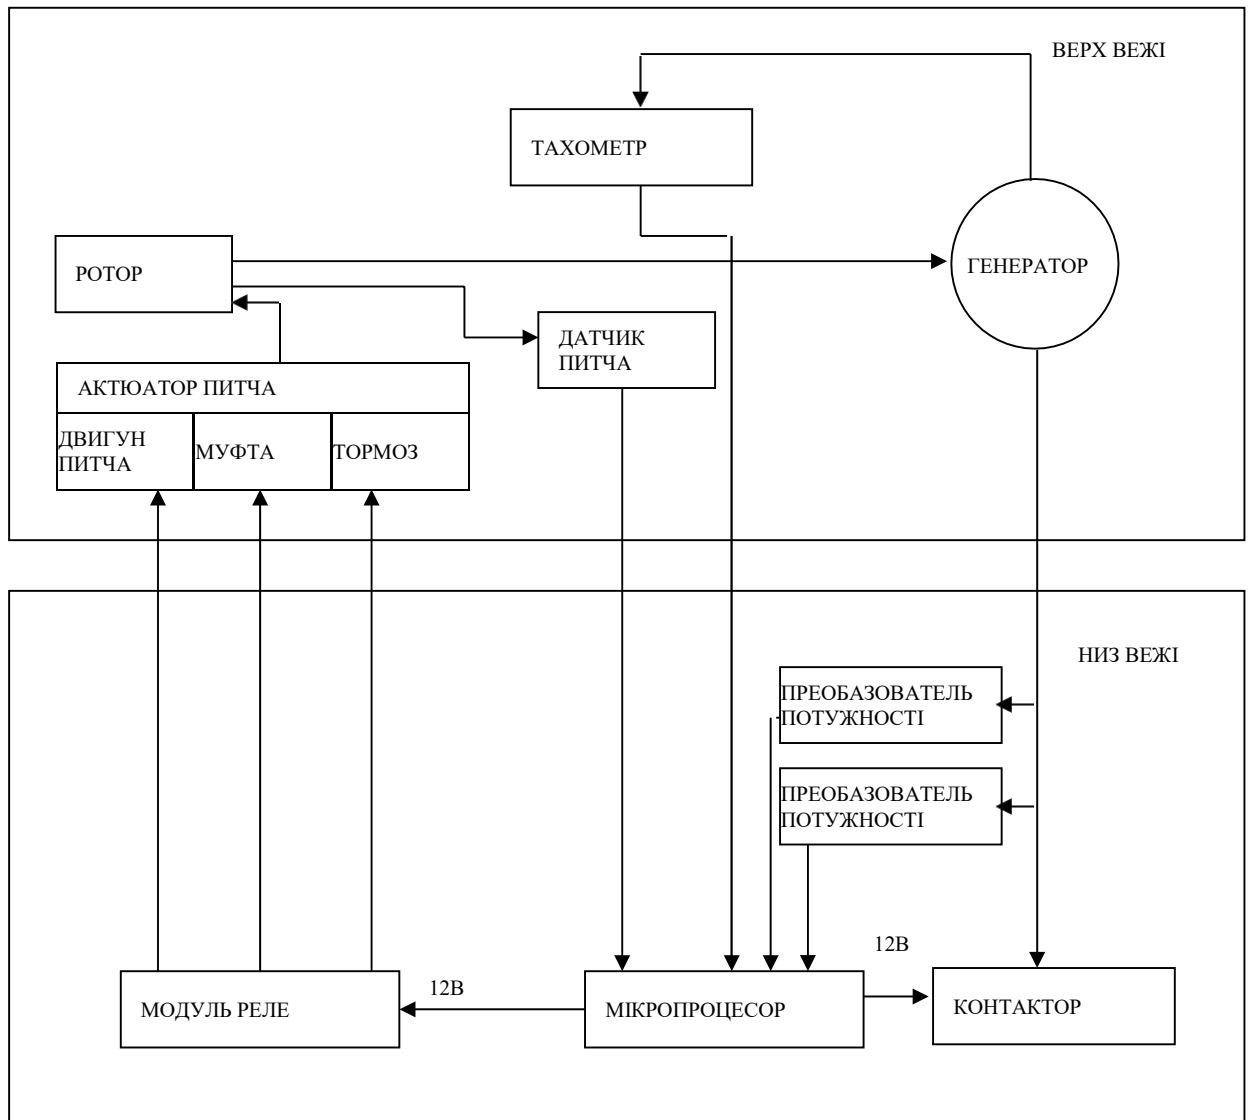 ВЕРХ ВЕЖІ
ТАХОМЕТР
РОТОР
ГЕНЕРАТОР
ДАТЧИК
ПИТЧА
АКТЮАТОР ПИТЧА
ДВИГУН
ПИТЧА
МУФТА
ТОРМОЗ
НИЗ ВЕЖІ
ПРЕОБАЗОВАТЕЛЬ
ПОТУЖНОСТІ
ПРЕОБАЗОВАТЕЛЬ
ПОТУЖНОСТІ
12В
12В
МОДУЛЬ РЕЛЕ
МІКРОПРОЦЕСОР
КОНТАКТОР